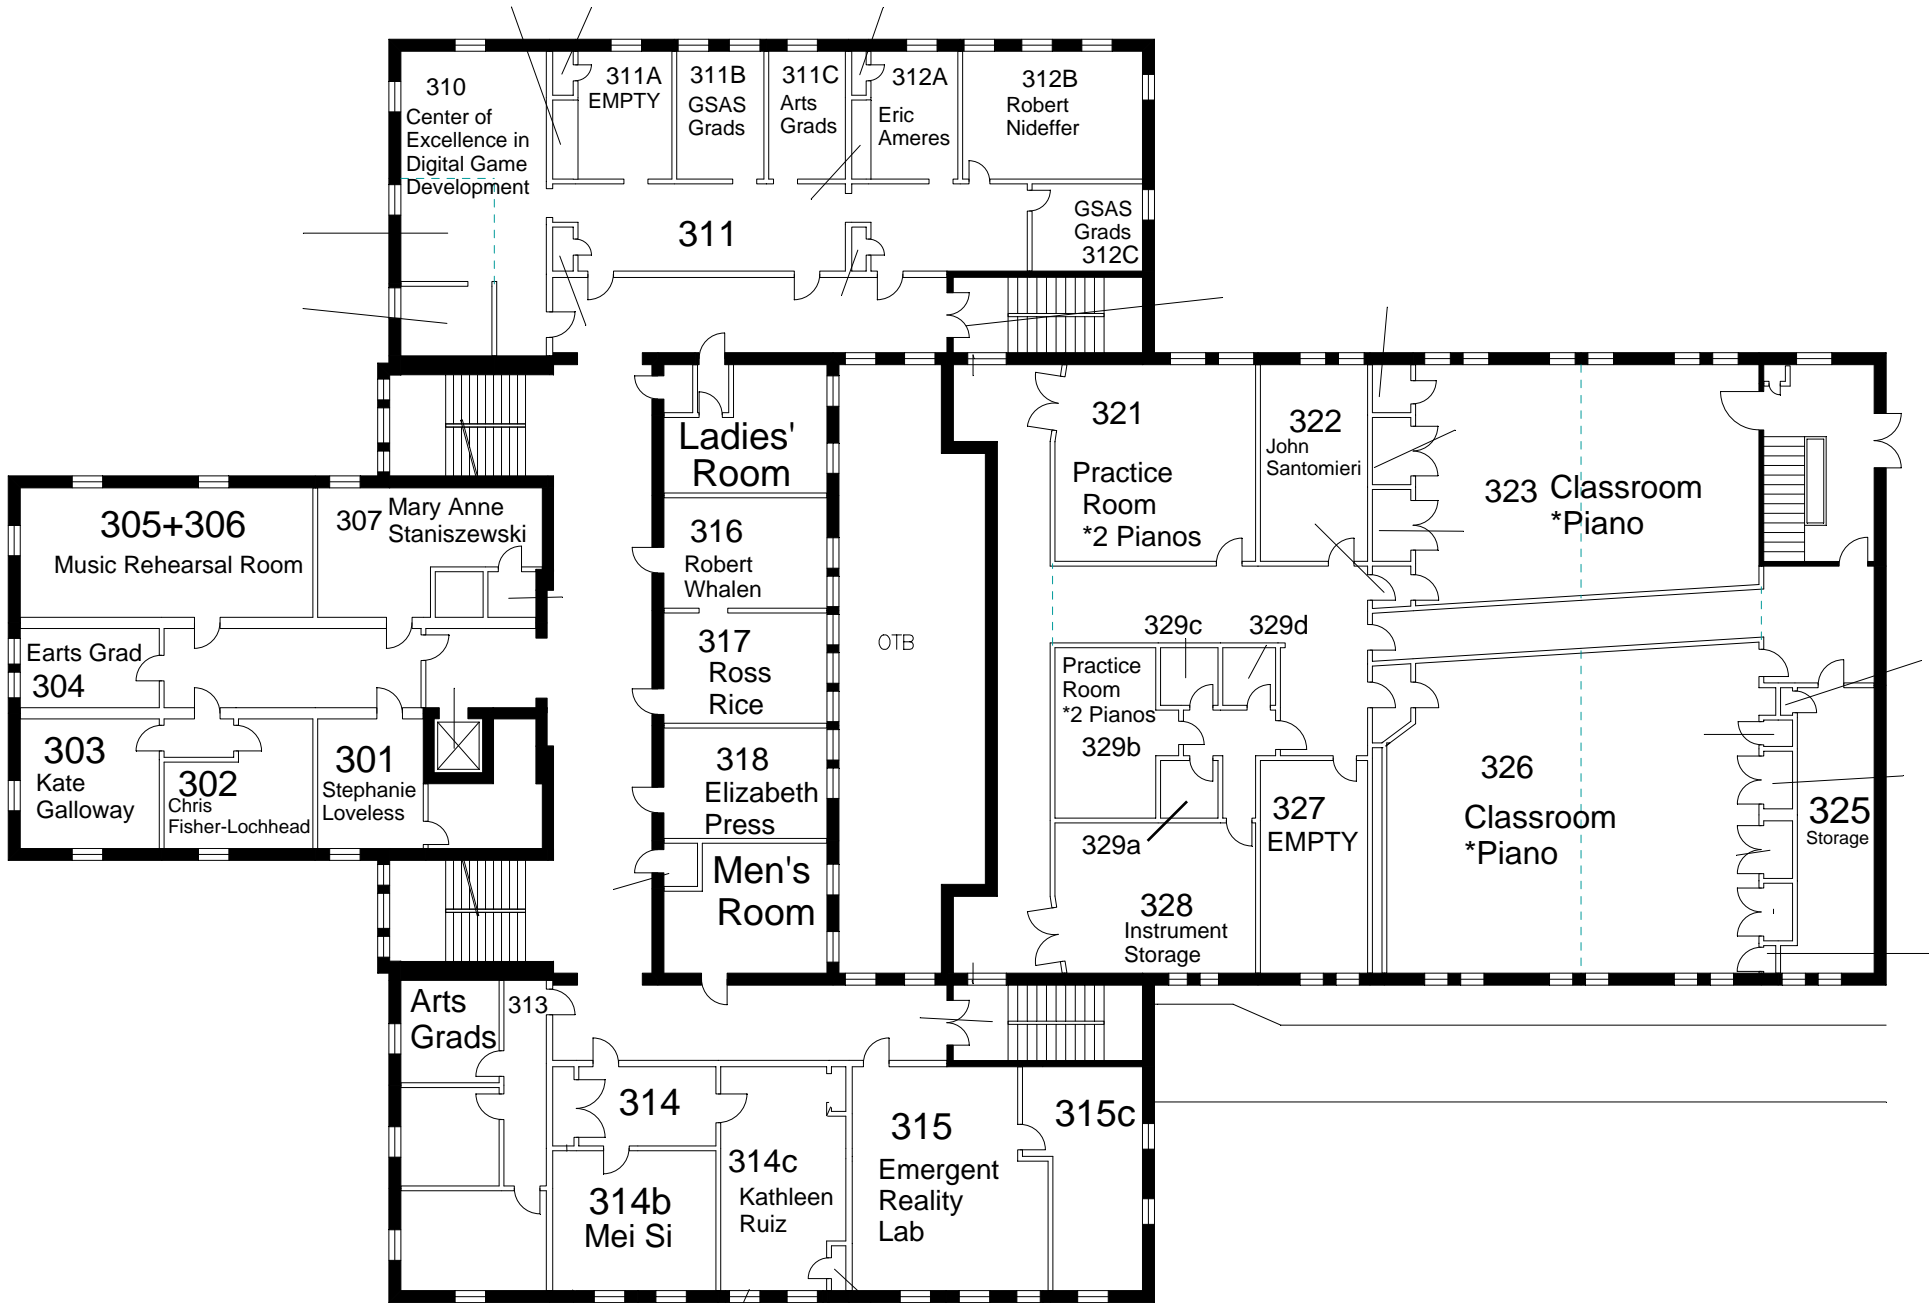 310
Center of
Excellence in
Digital Game
Development
311A
EMPTY
311B
GSAS
Grads
311C
Arts
Grads
312A
Eric
Ameres
312B
Robert
Nideffer
311
GSAS
Grads
312C
Ladies'
Room
321
Practice
Room
*2 Pianos
322
John
Santomieri
323 Classroom
*Piano
305+306
Music Rehearsal Room
307 Mary Anne
Staniszewski
316
Robert
Whalen
OTB
Earts Grad
304
317
Ross
Rice
329c
329d
Practice
Room
*2 Pianos
329b
303
Kate
Galloway
302
Chris
Fisher-Lochhead
301
Stephanie
Loveless
318
Elizabeth
Press
329a
327
EMPTY
326
Classroom
*Piano
325
Storage
Men's
Room
328
Instrument
Storage
Arts
Grads
313
314
314b
Mei Si
314c
Kathleen
Ruiz
315
Emergent
Reality
Lab
315c